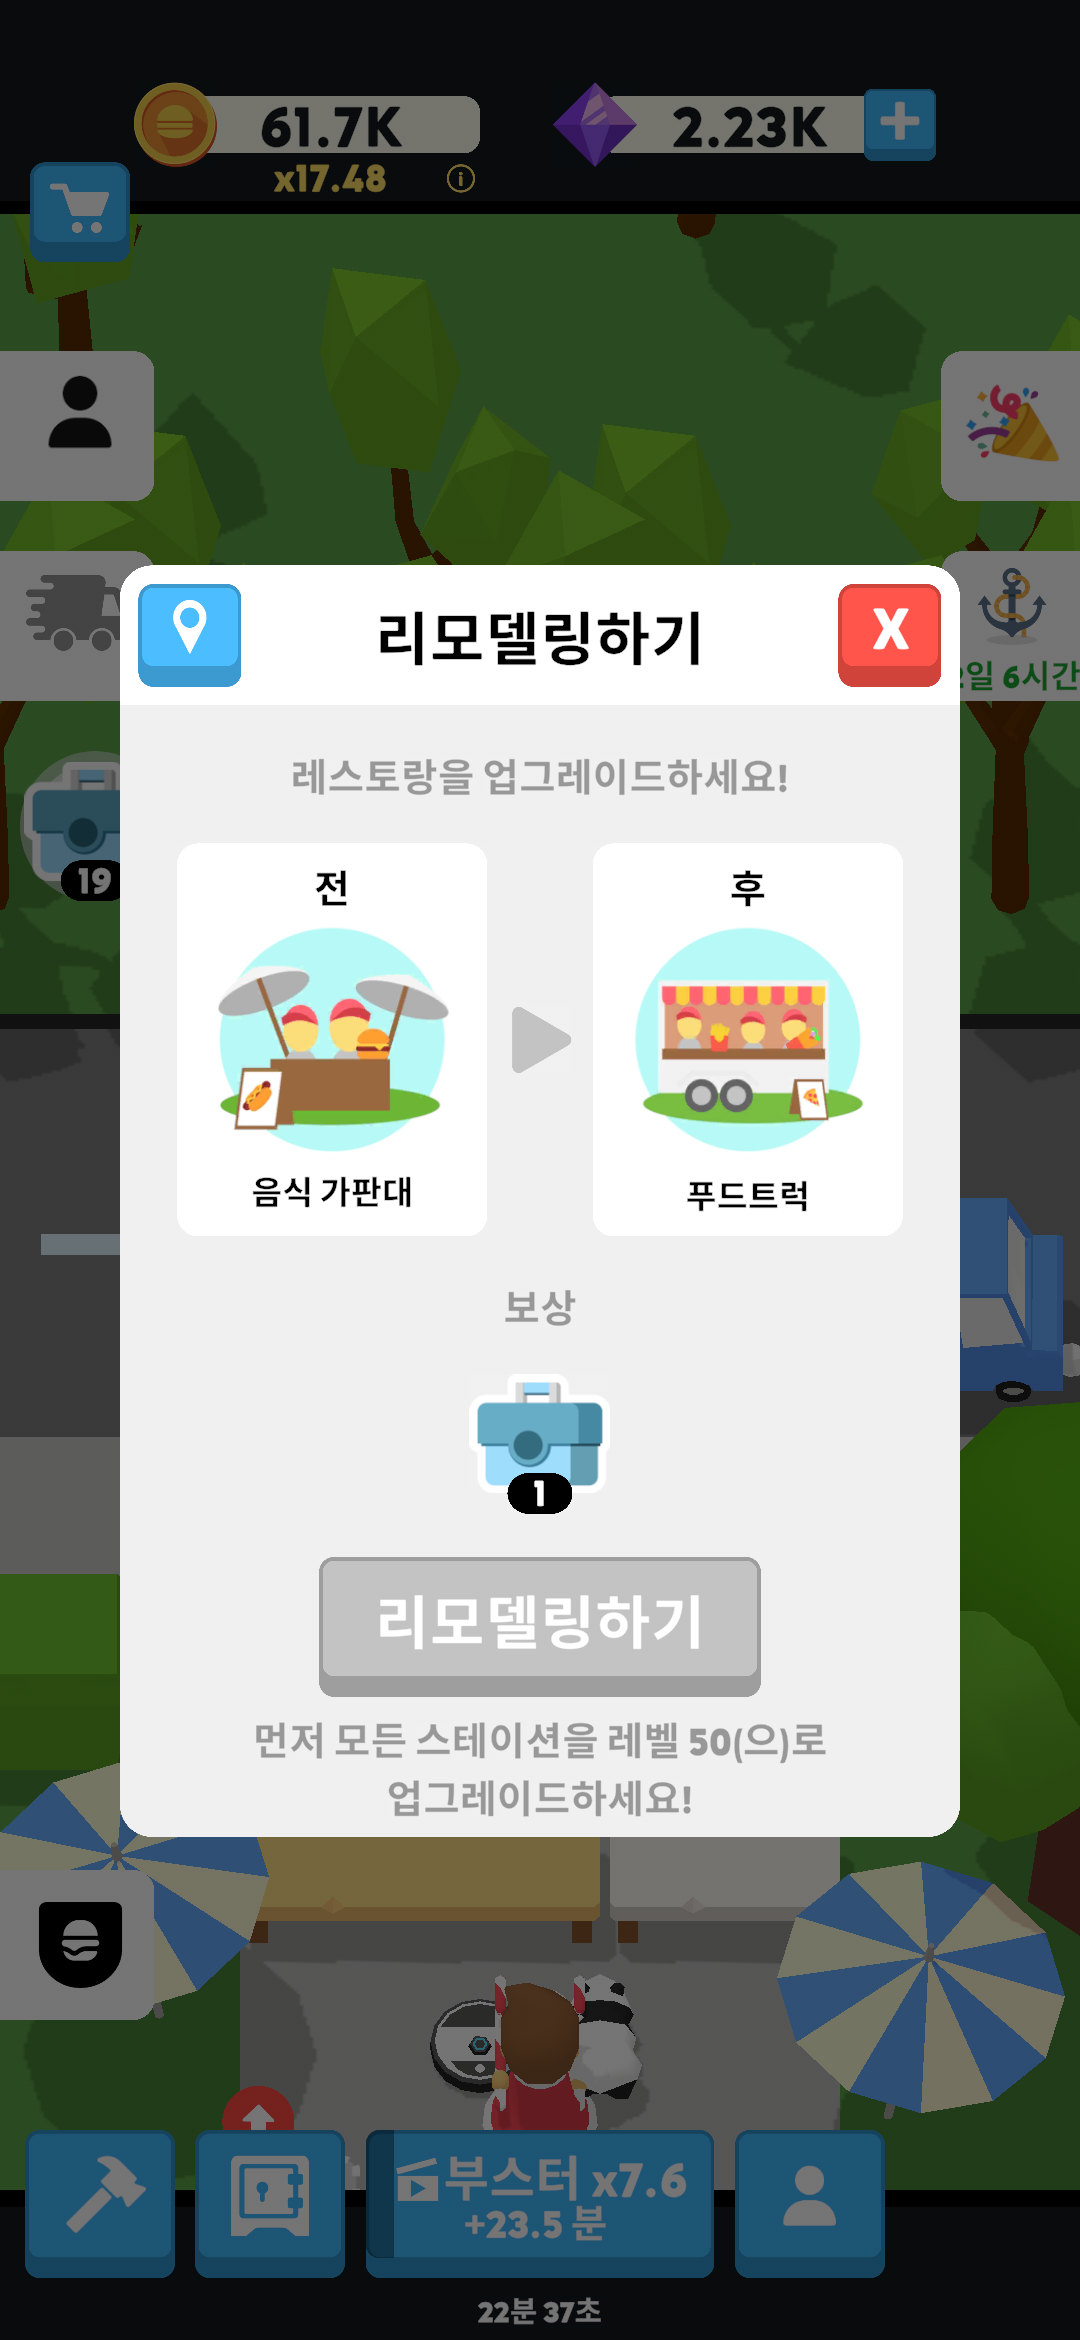 61.7K
2.23K
x17.48
리모델링하기
X
2일 6시간
레스토랑을 업그레이드하세요!
전
후
19
음식 가판대
푸드트럭
보상
1
리모델링하기
먼저 모든 스테이션을 레벨 50(으)로
업그레이드하세요!
부스터 x7.6
+23.5 분
22분 37초